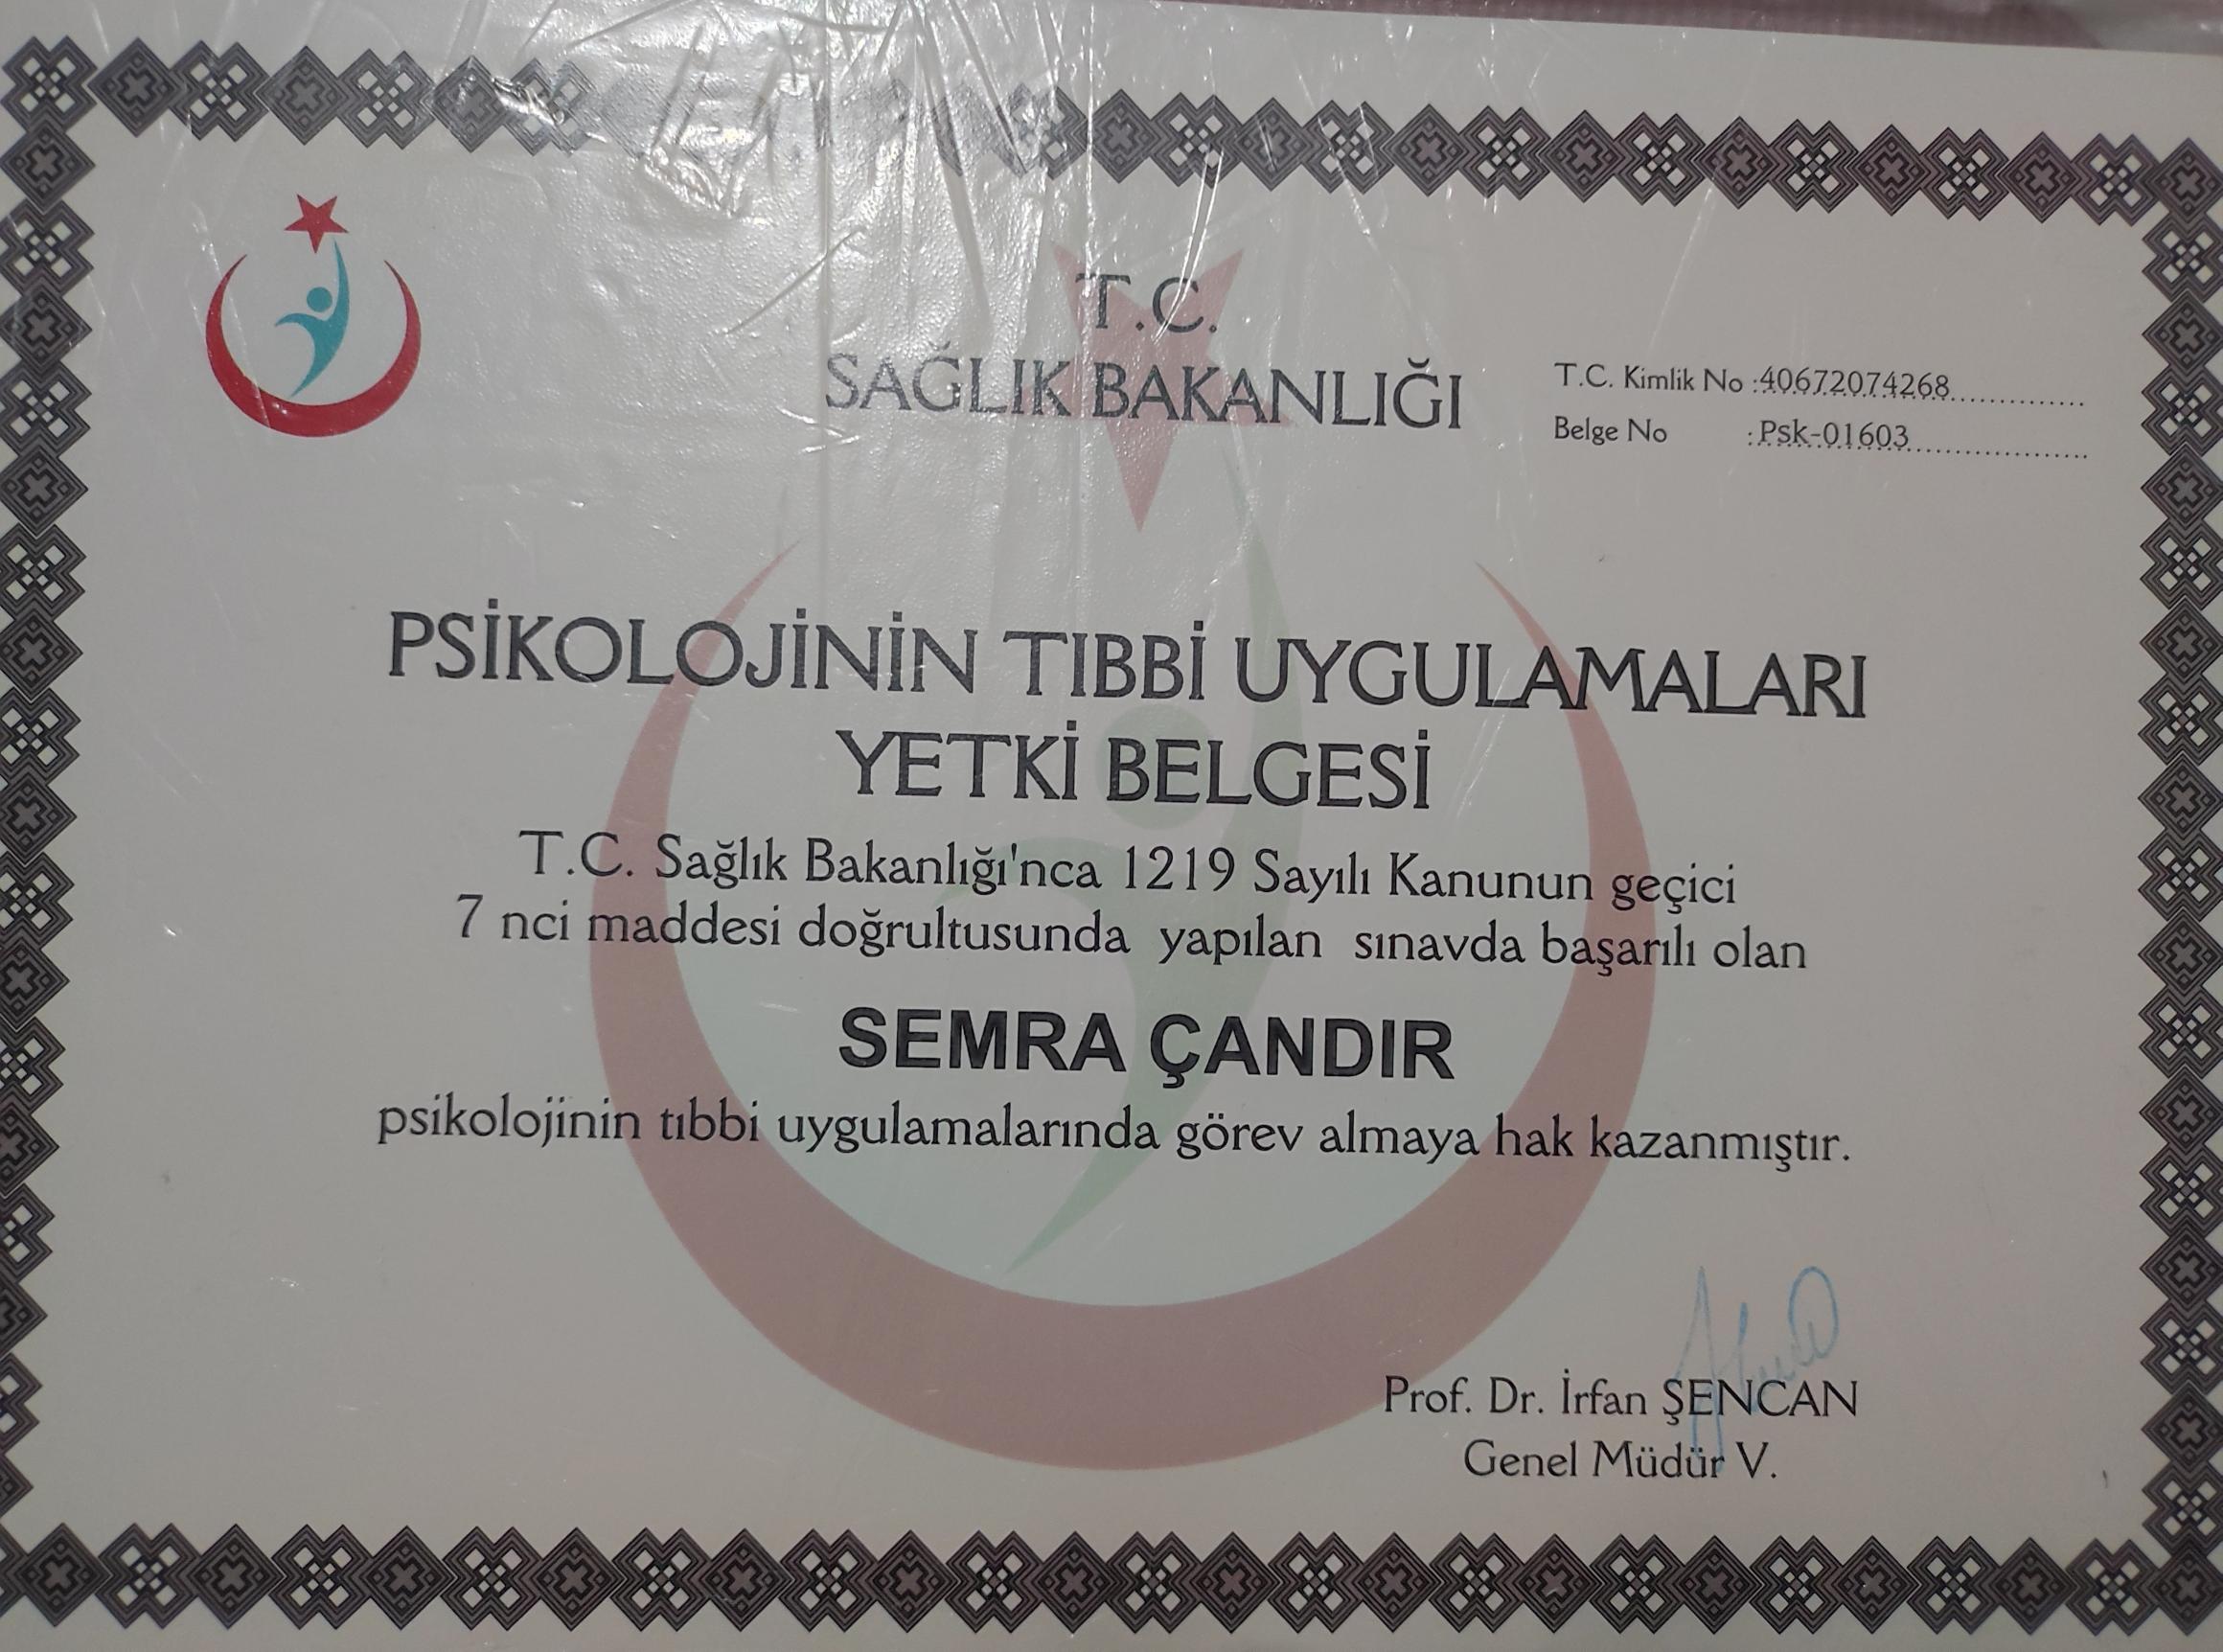 T.C.
SAĞLIK BAKANLIĞI
T.C. Kimlik No :40672074268
Belge No :Psk-01603
PSİKOLOJİNİN TIBBİ UYGULAMALARI
YETKİ BELGESİ
T.C. Sağlık Bakanlığı'nca 1219 Sayılı Kanunun geçici
7 nci maddesi doğrultusunda yapılan sınavda başarılı olan
SEMRA ÇANDIR
psikolojinin tıbbi uygulamalarında görev almaya hak kazanmıştır.
Prof. Dr. İrfan ŞENCAN
Genel Müdür V.